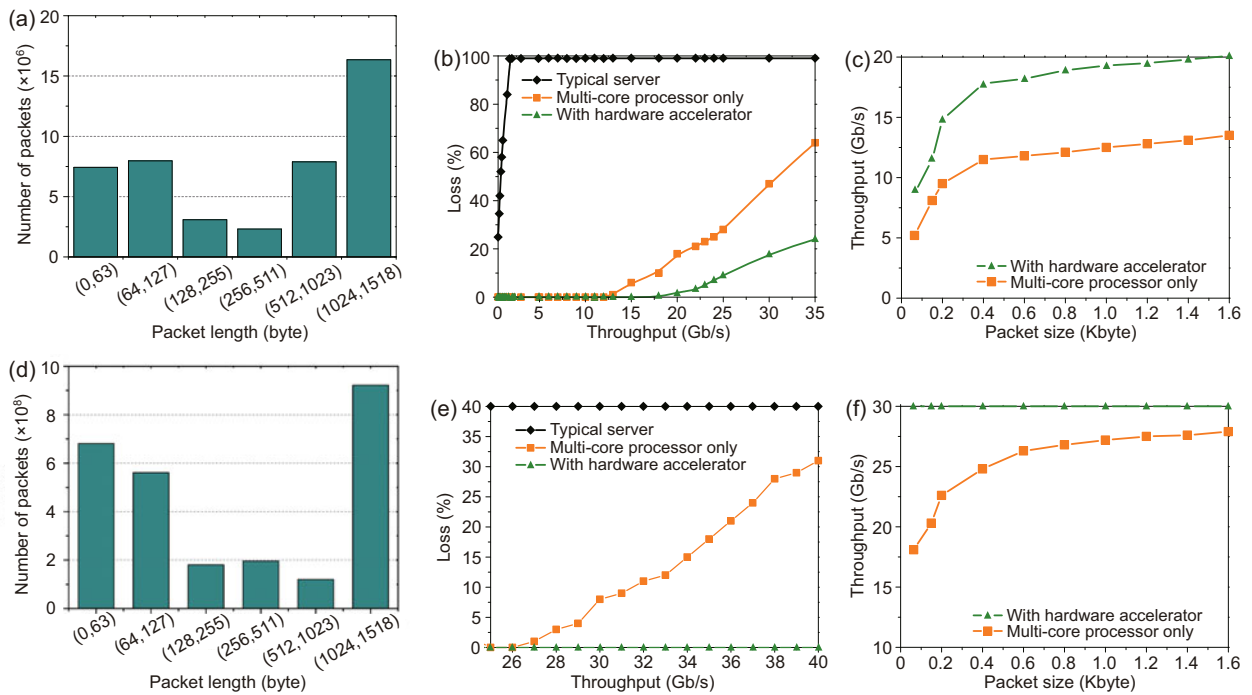 (a)
Number of packets (×10⁶)
20
15
10
5
0
(0,63)
(64,127)
(128,255)
(256,511)
(512,1023)
(1024,1518)
Packet length (byte)
(b)
Loss (%)
100
80
60
40
20
0
Typical server
Multi-core processor only
With hardware accelerator
0 5 10 15 20 25 30 35
Throughput (Gb/s)
(c)
Throughput (Gb/s)
20
15
10
5
0
With hardware accelerator
Multi-core processor only
0 0.2 0.4 0.6 0.8 1.0 1.2 1.4 1.6
Packet size (Kbyte)
(d)
Number of packets (×10⁸)
10
8
6
4
2
0
(0,63)
(64,127)
(128,255)
(256,511)
(512,1023)
(1024,1518)
Packet length (byte)
(e)
Loss (%)
40
35
30
25
20
15
10
5
0
Typical server
Multi-core processor only
With hardware accelerator
26 28 30 32 34 36 38 40
Throughput (Gb/s)
(f)
Throughput (Gb/s)
30
25
20
15
10
With hardware accelerator
Multi-core processor only
0 0.2 0.4 0.6 0.8 1.0 1.2 1.4 1.6
Packet size (Kbyte)